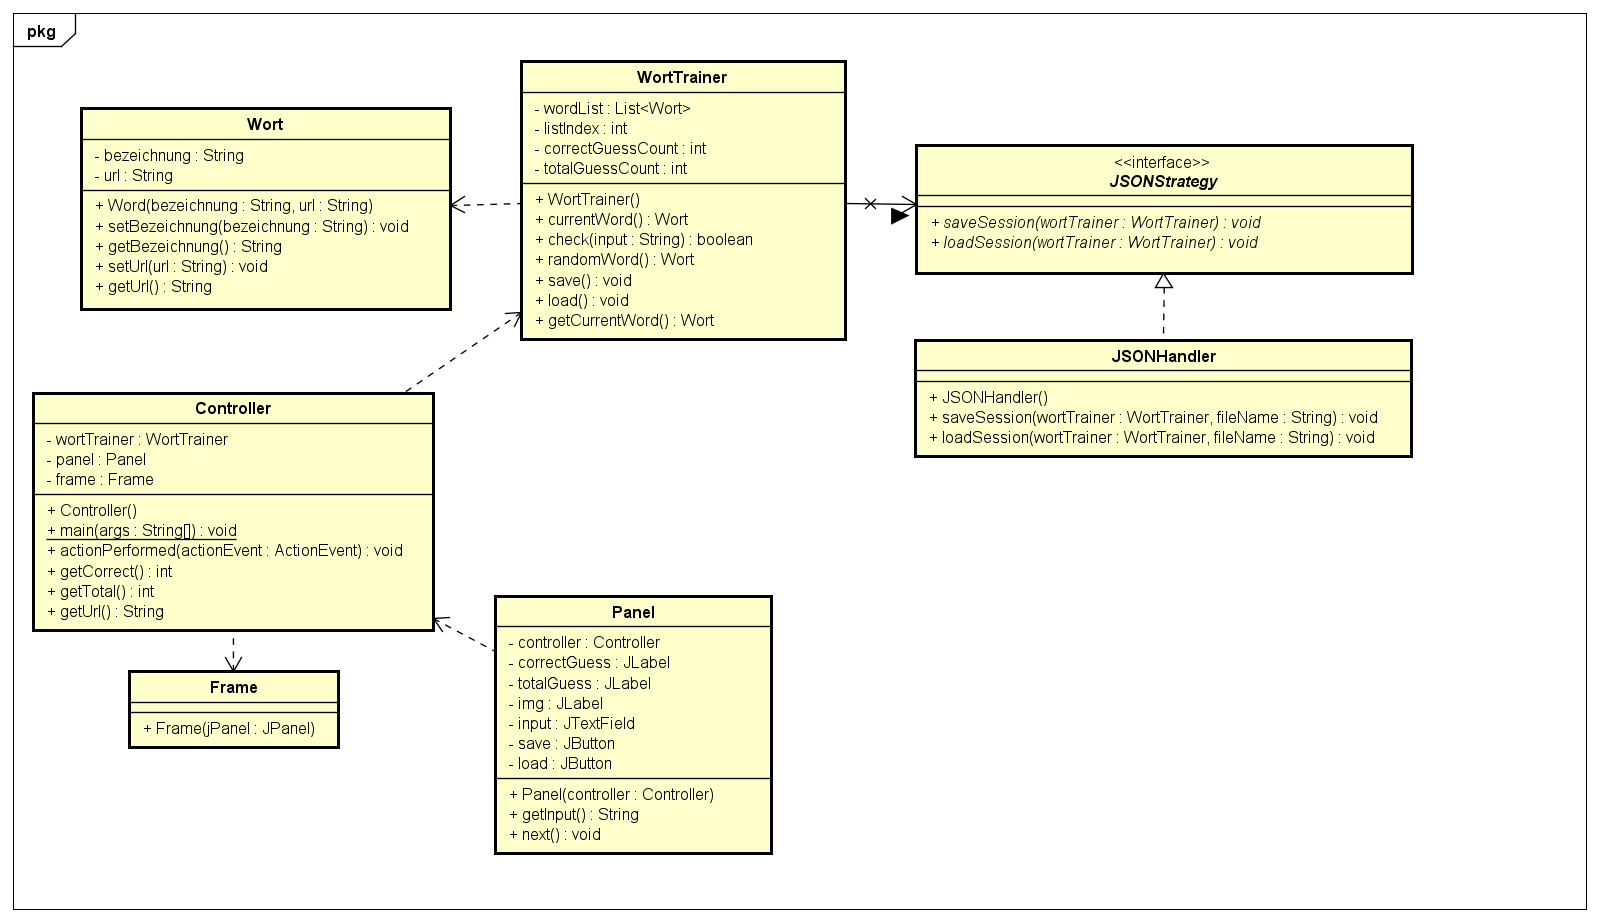 pkg
Wort
- bezeichnung : String
- url : String
+ Word(bezeichnung : String, url : String)
+ setBezeichnung(bezeichnung : String) : void
+ getBezeichnung() : String
+ setUrl(url : String) : void
+ getUrl() : String
WortTrainer
- wordList : List<Wort>
- listIndex : int
- correctGuessCount : int
- totalGuessCount : int
+ WortTrainer()
+ currentWord() : Wort
+ check(input : String) : boolean
+ randomWord() : Wort
+ save() : void
+ load() : void
+ getCurrentWord() : Wort
<<interface>>
JSONStrategy
+ saveSession(wortTrainer : WortTrainer) : void
+ loadSession(wortTrainer : WortTrainer) : void
JSONHandler
+ JSONHandler()
+ saveSession(wortTrainer : WortTrainer, fileName : String) : void
+ loadSession(wortTrainer : WortTrainer, fileName : String) : void
Controller
- wortTrainer : WortTrainer
- panel : Panel
- frame : Frame
+ Controller()
+ main(args : String[]) : void
+ actionPerformed(actionEvent : ActionEvent) : void
+ getCorrect() : int
+ getTotal() : int
+ getUrl() : String
Frame
+ Frame(jPanel : JPanel)
Panel
- controller : Controller
- correctGuess : JLabel
- totalGuess : JLabel
- img : JLabel
- input : JTextField
- save : JButton
- load : JButton
+ Panel(controller : Controller)
+ getInput() : String
+ next() : void